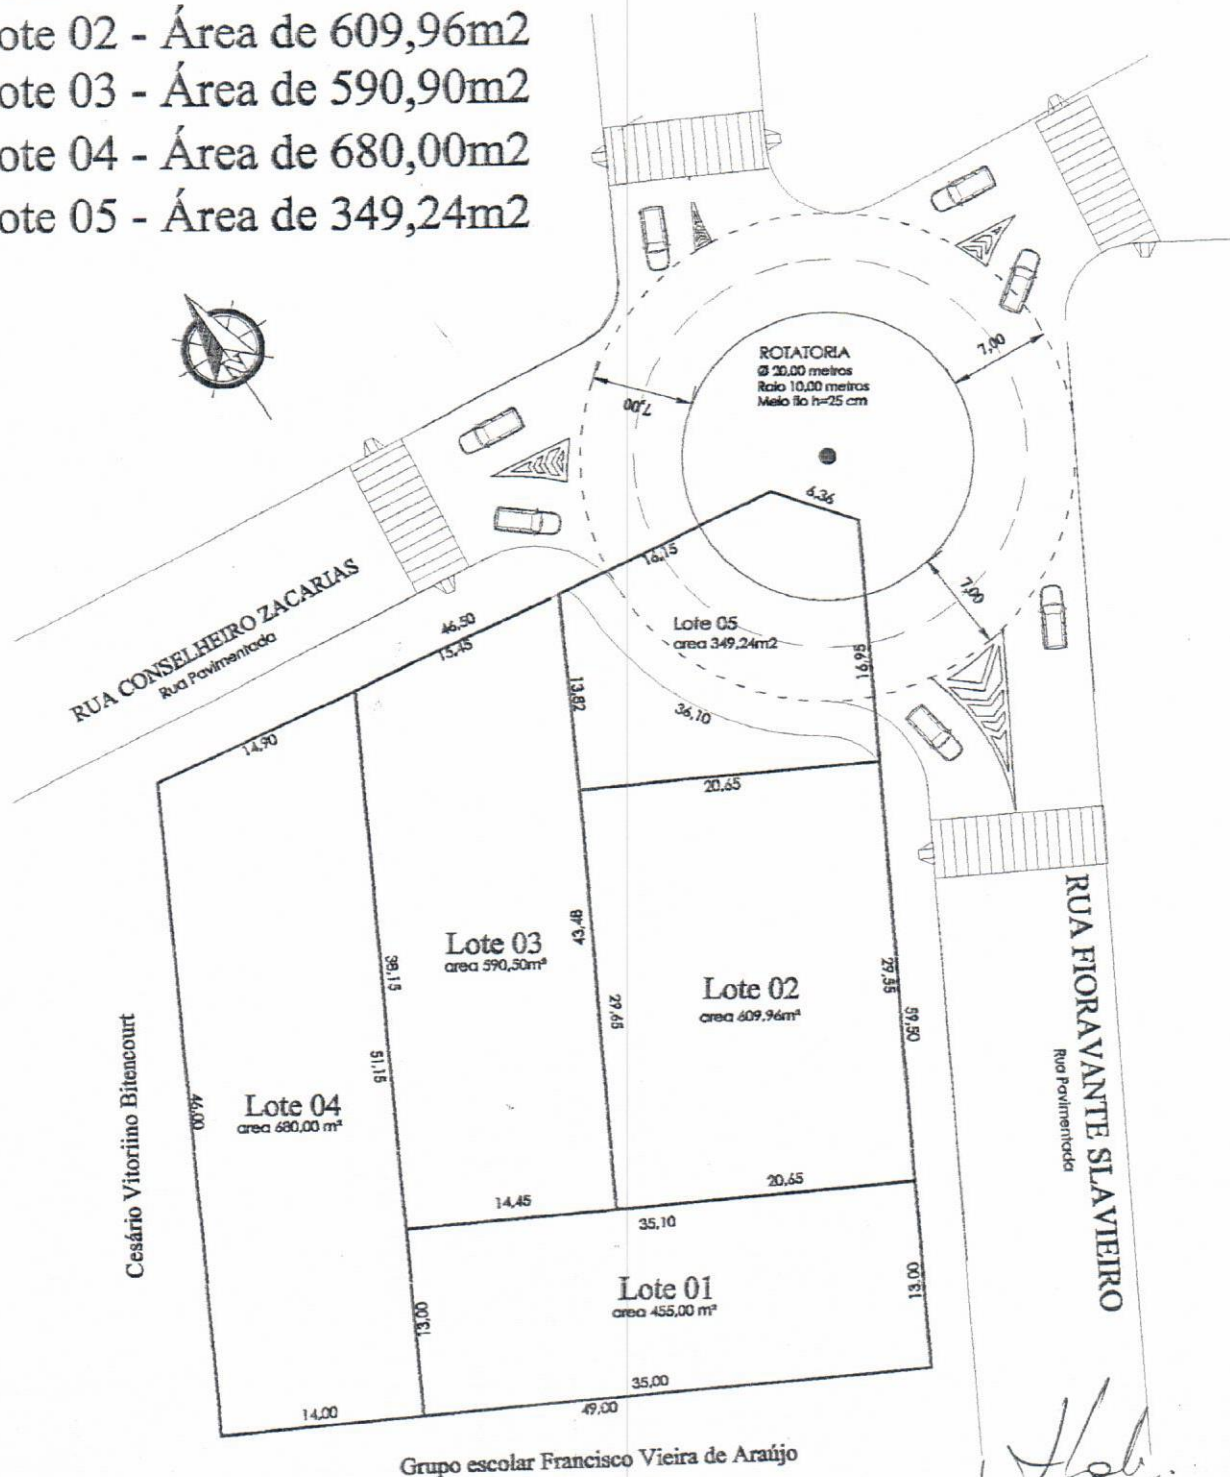 ote 02 - Área de 609,96m2
ote 03 - Área de 590,90m2
ote 04 - Área de 680,00m2
ote 05 - Área de 349,24m2
N
ROTATORIA
Ø 20,00 metros
Raio 10,00 metros
Meio fio h=25 cm
7,00
7,00
7,00
6,36
16,15
RUA CONSELHEIRO ZACARIAS
Rua Pavimentada
46,50
15,45
14,90
Lote 05
area 349,24m2
16,95
13,82
36,10
20,65
Lote 03
area 590,50m²
43,48
38,15
29,65
Lote 02
area 609,96m²
29,55
59,50
RUA FIORAVANTE SLAVIEIRO
Rua Pavimentada
Cesário Vitoriino Bitencourt
46,00
Lote 04
area 680,00 m²
51,15
14,45
20,65
35,10
Lote 01
area 455,00 m²
13,00
13,00
35,00
14,00
49,00
Grupo escolar Francisco Vieira de Araújo